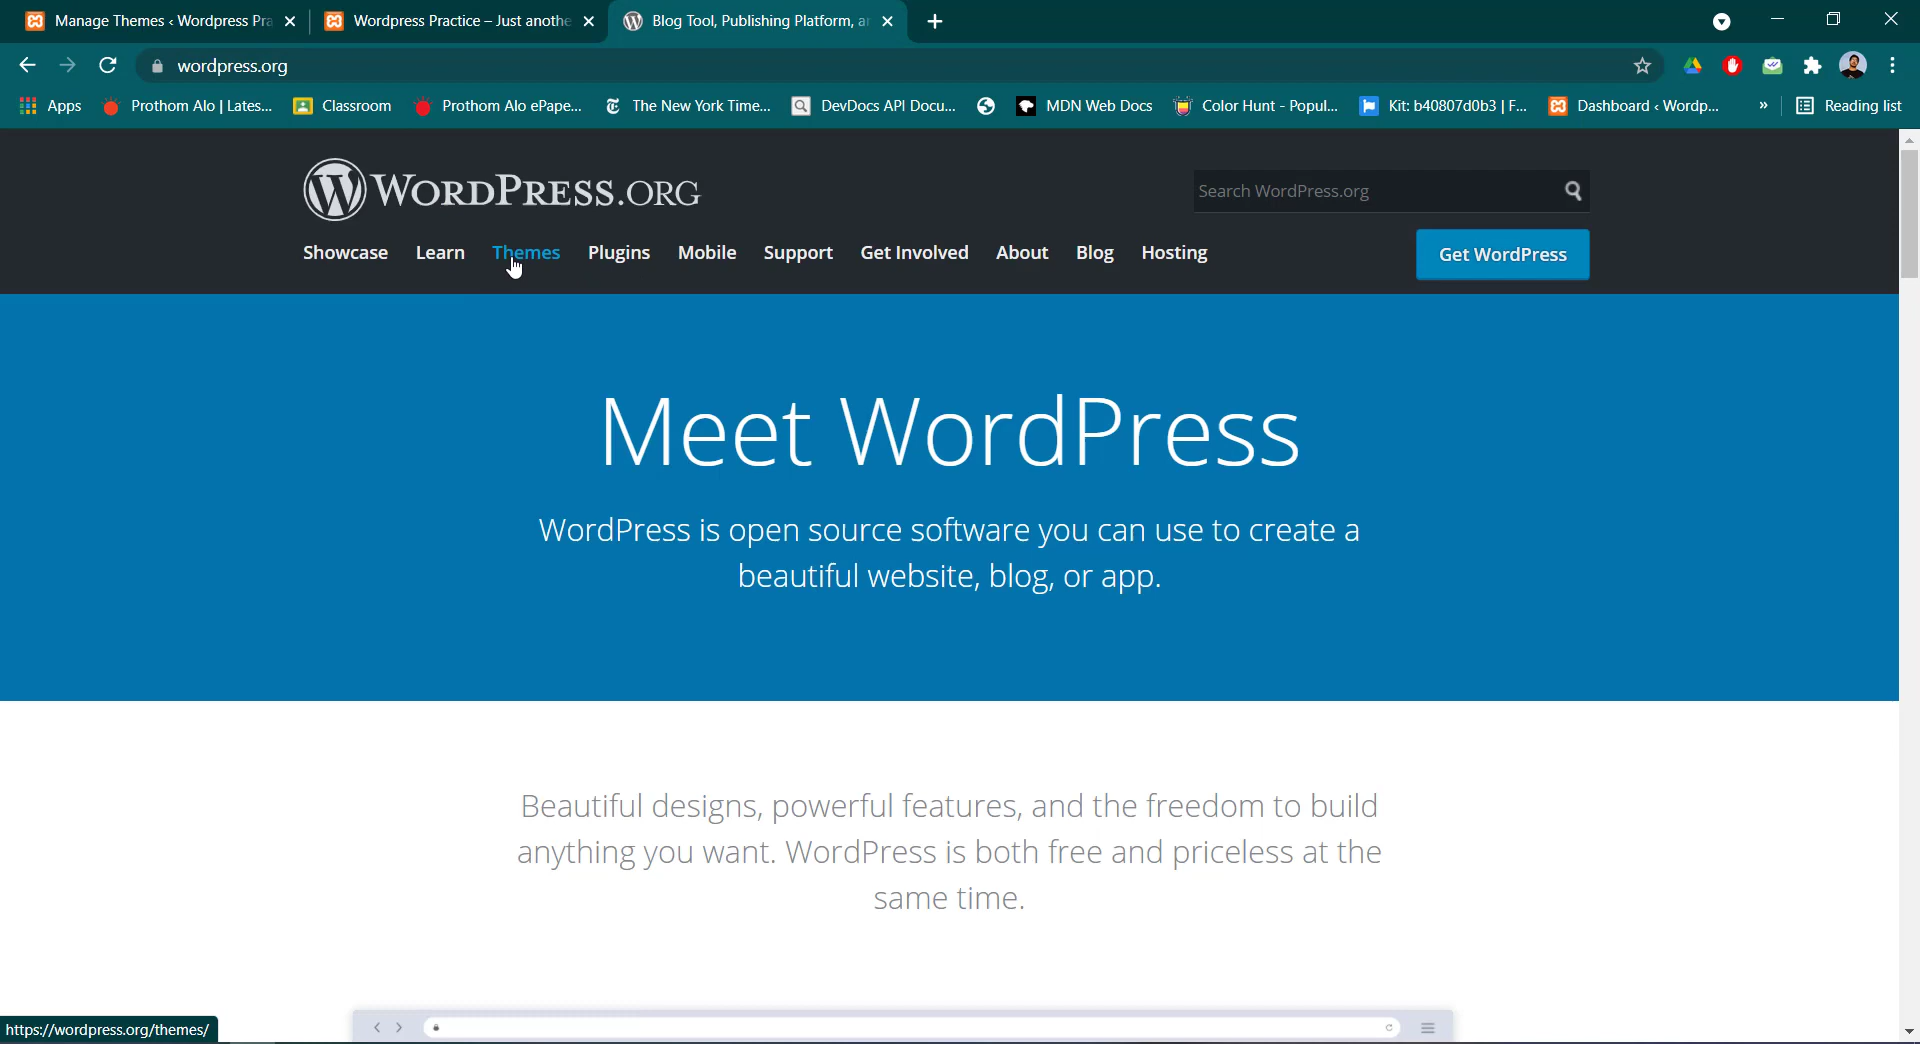 Manage Themes ‹ Wordpress Pra
Wordpress Practice – Just anothe
Blog Tool, Publishing Platform, a
wordpress.org
Apps
Prothom Alo | Lates...
Classroom
Prothom Alo ePape...
The New York Time...
DevDocs API Docu...
MDN Web Docs
Color Hunt - Popul...
Kit: b40807d0b3 | F...
Dashboard ‹ Wordp...
»
Reading list
WORDPRESS.ORG
Search WordPress.org
Showcase Learn Themes Plugins Mobile Support Get Involved About Blog Hosting
Get WordPress
Meet WordPress
WordPress is open source software you can use to create a
beautiful website, blog, or app.
Beautiful designs, powerful features, and the freedom to build
anything you want. WordPress is both free and priceless at the
same time.
https://wordpress.org/themes/